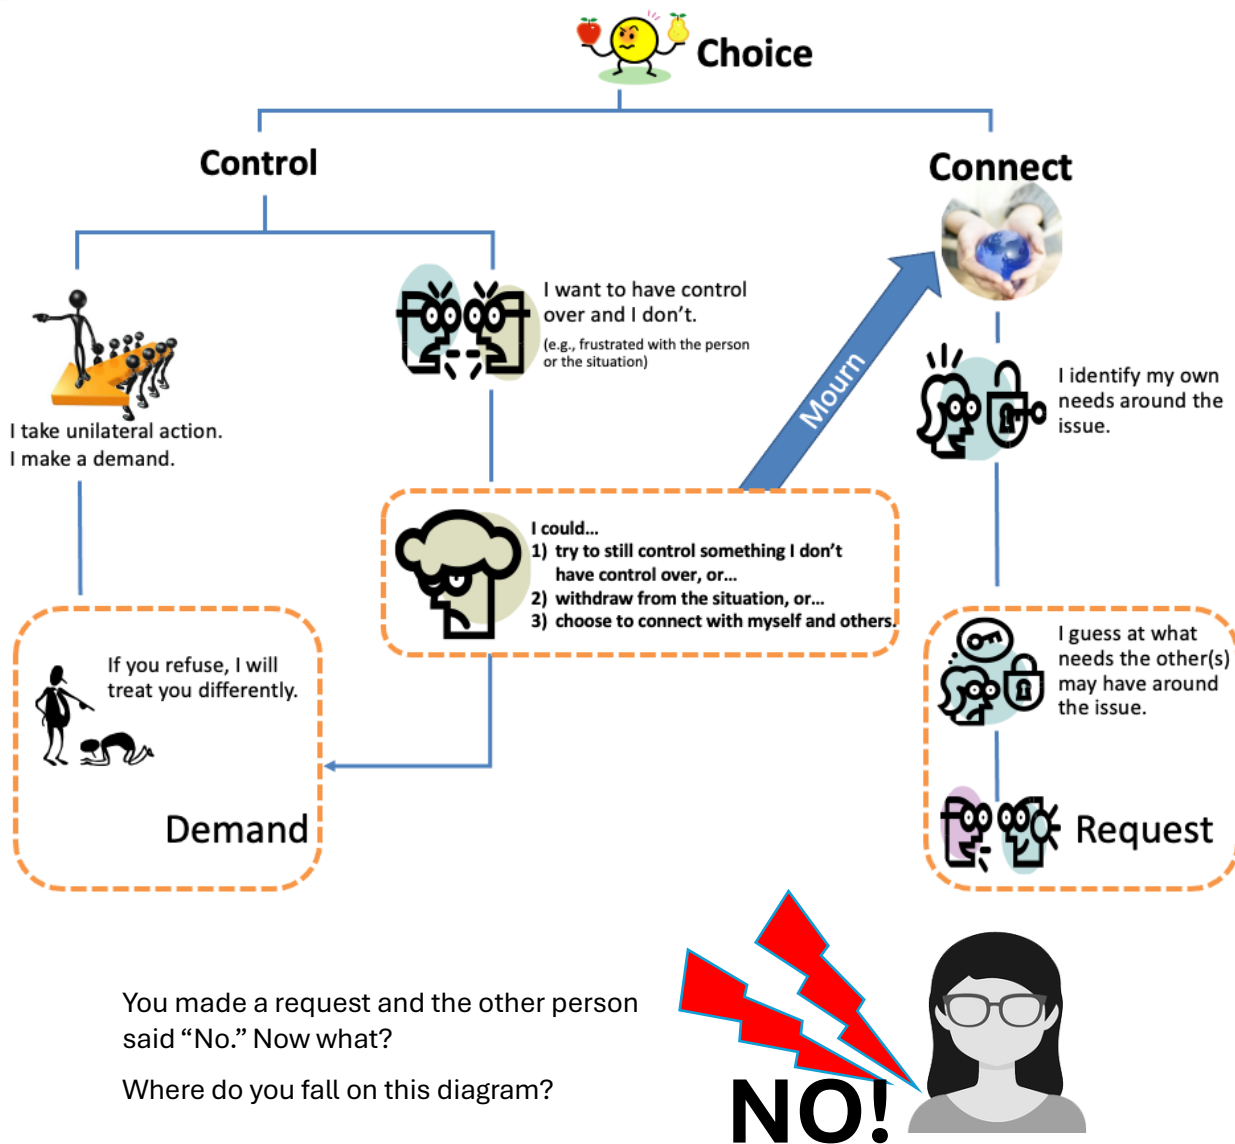 Choice
Control
Connect
I take unilateral action.
I make a demand.
I want to have control
over and I don’t.
(e.g., frustrated with the person
or the situation)
Mourn
I identify my own
needs around the
issue.
I could…
1) try to still control something I don’t
have control over, or…
2) withdraw from the situation, or…
3) choose to connect with myself and others.
If you refuse, I will
treat you differently.
Demand
I guess at what
needs the other(s)
may have around
the issue.
Request
You made a request and the other person
said “No.” Now what?
Where do you fall on this diagram?
NO!